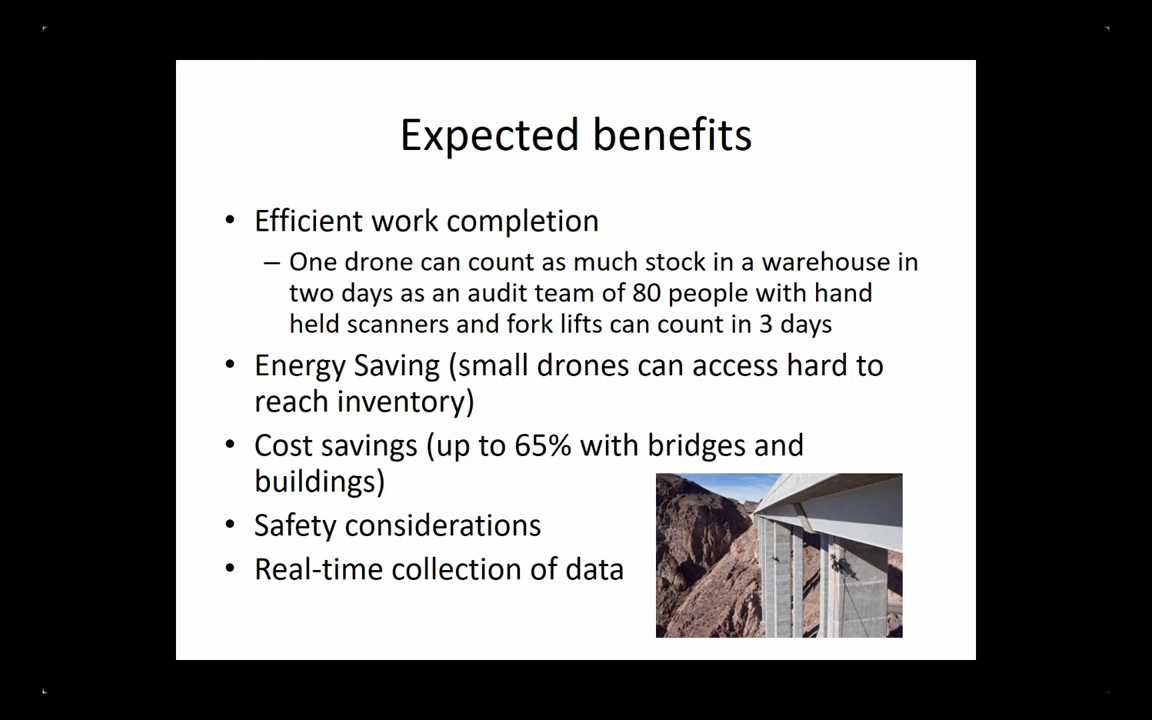 Expected benefits
• Efficient work completion
– One drone can count as much stock in a warehouse in
two days as an audit team of 80 people with hand
held scanners and fork lifts can count in 3 days
• Energy Saving (small drones can access hard to
reach inventory)
• Cost savings (up to 65% with bridges and
buildings)
• Safety considerations
• Real-time collection of data